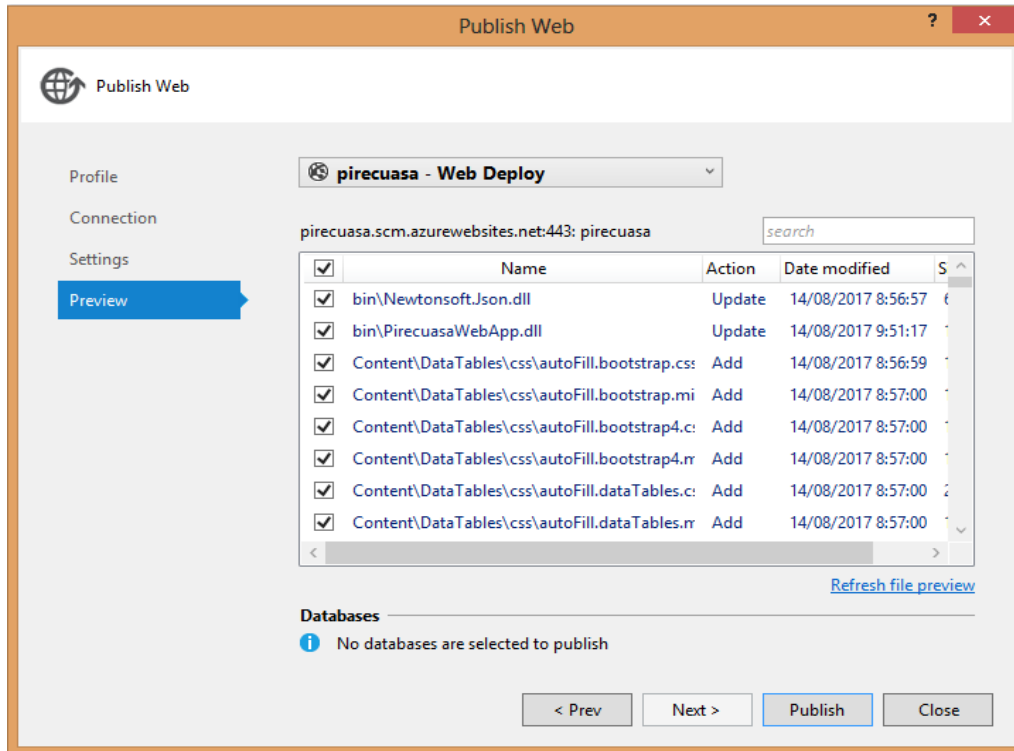 Publish Web
?
Publish Web
Profile
Connection
Settings
Preview
pirecuasa - Web Deploy
pirecuasa.scm.azurewebsites.net:443: pirecuasa
search
Name Action Date modified S
bin\Newtonsoft.Json.dll Update 14/08/2017 8:56:57
bin\PirecuasaWebApp.dll Update 14/08/2017 9:51:17
Content\DataTables\css\autoFill.bootstrap.css Add 14/08/2017 8:56:59
Content\DataTables\css\autoFill.bootstrap.mi Add 14/08/2017 8:57:00
Content\DataTables\css\autoFill.bootstrap4.c Add 14/08/2017 8:57:00
Content\DataTables\css\autoFill.bootstrap4.m Add 14/08/2017 8:57:00
Content\DataTables\css\autoFill.dataTables.c Add 14/08/2017 8:57:00
Content\DataTables\css\autoFill.dataTables.m Add 14/08/2017 8:57:00
Refresh file preview
Databases
No databases are selected to publish
< Prev
Next >
Publish
Close